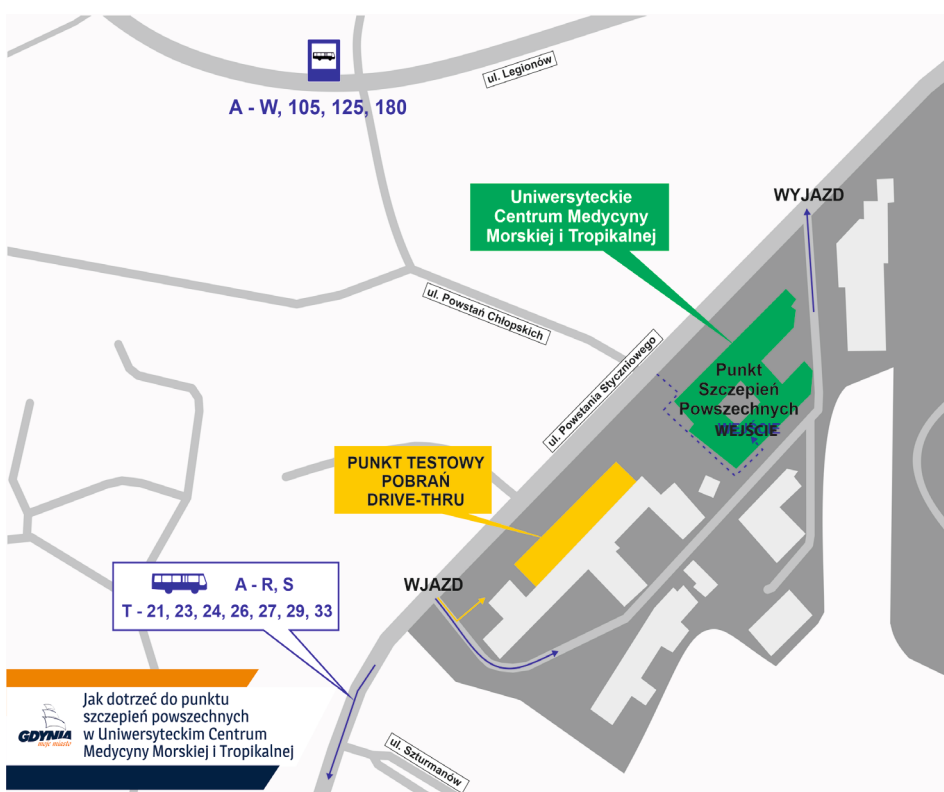 ul. Legionów
A - W, 105, 125, 180
Uniwersyteckie
Centrum Medycyny
Morskiej i Tropikalnej
WYJAZD
ul. Powstań Chłopskich
ul. Powstania Styczniowego
Punkt
Szczepień
Powszechnych
WEJŚCIE
PUNKT TESTOWY
POBRAŃ
DRIVE-THRU
WJAZD
A - R, S
T - 21, 23, 24, 26, 27, 29, 33
GDYNIA
moje miasto
Jak dotrzeć do punktu
szczepień powszechnych
w Uniwersyteckim Centrum
Medycyny Morskiej i Tropikalnej
ul. Szturmanów